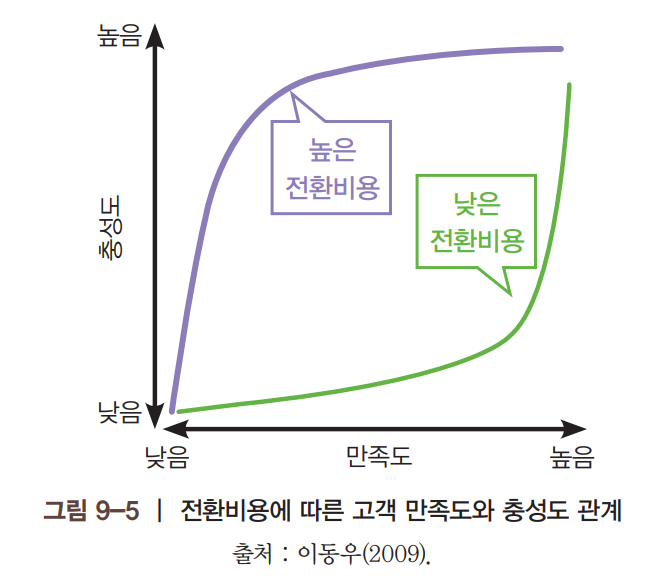 높음
높은
전환비용
낮은
전환비용
충성도
낮음
낮음 만족도 높음
그림 9-5 | 전환비용에 따른 고객 만족도와 충성도 관계
출처 : 이동우(2009).